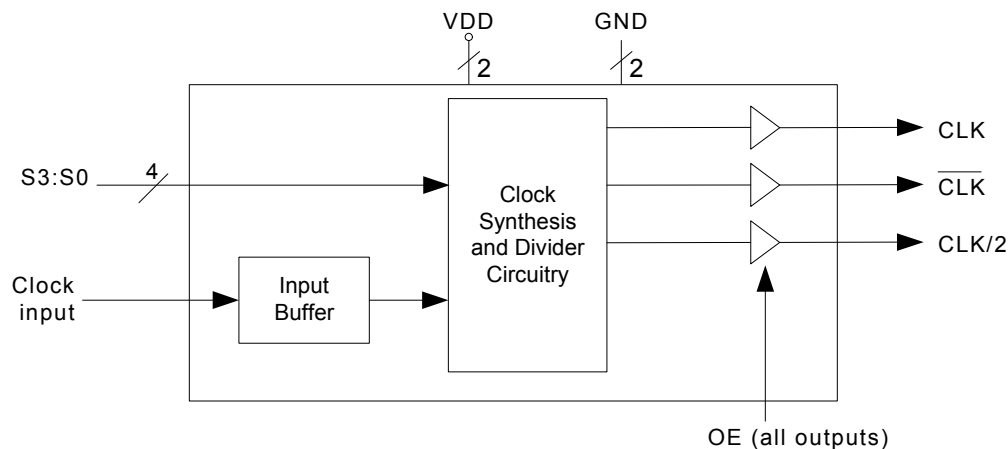 VDD
GND
2
2
CLK
S3:S0
4
Clock
Synthesis
and Divider
Circuitry
CLK
CLK/2
Clock
input
Input
Buffer
OE (all outputs)